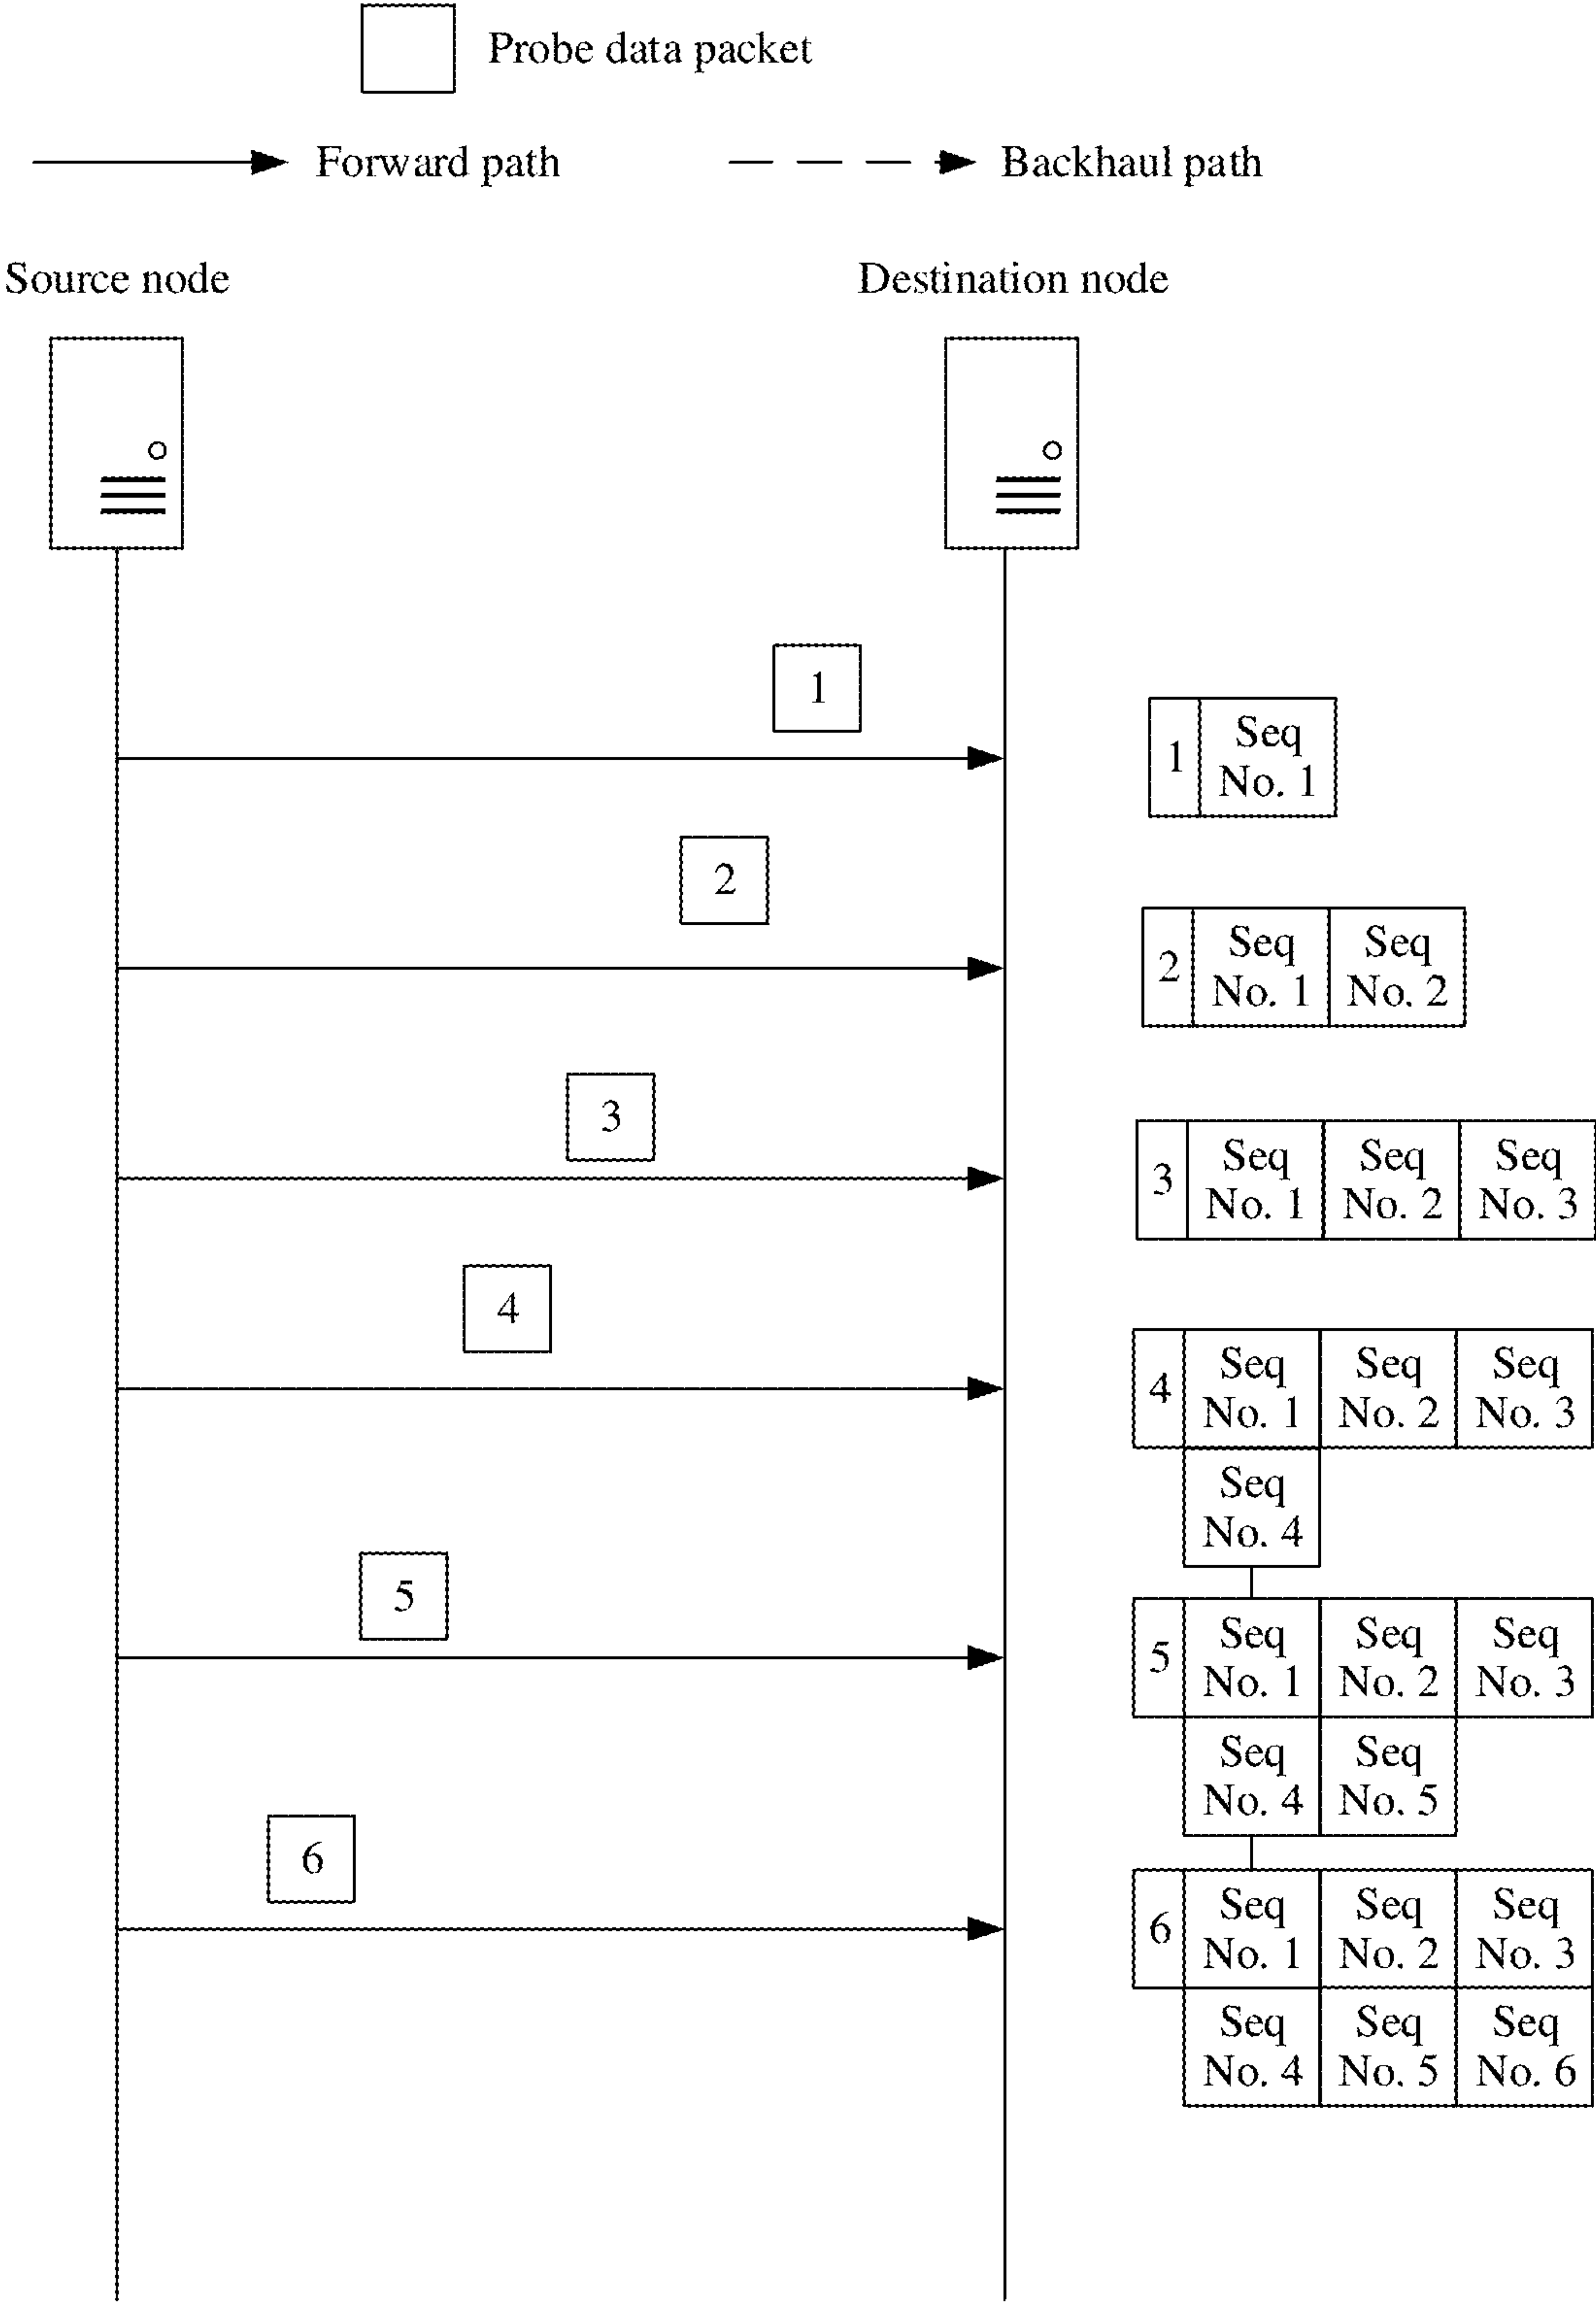 Probe data packet
Forward path
Backhaul path
Source node
Destination node
1
1
Seq
No. 1
2
2
Seq
No. 1
Seq
No. 2
3
3
Seq
No. 1
Seq
No. 2
Seq
No. 3
4
4
Seq
No. 1
Seq
No. 2
Seq
No. 3
Seq
No. 4
5
5
Seq
No. 1
Seq
No. 2
Seq
No. 3
Seq
No. 4
Seq
No. 5
6
6
Seq
No. 1
Seq
No. 2
Seq
No. 3
Seq
No. 4
Seq
No. 5
Seq
No. 6